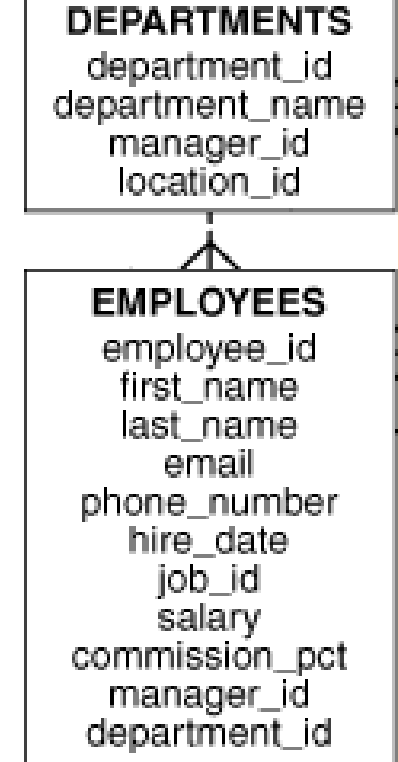 DEPARTMENTS
department_id
department_name
manager_id
location_id
EMPLOYEES
employee_id
first_name
last_name
email
phone_number
hire_date
job_id
salary
commission_pct
manager_id
department_id